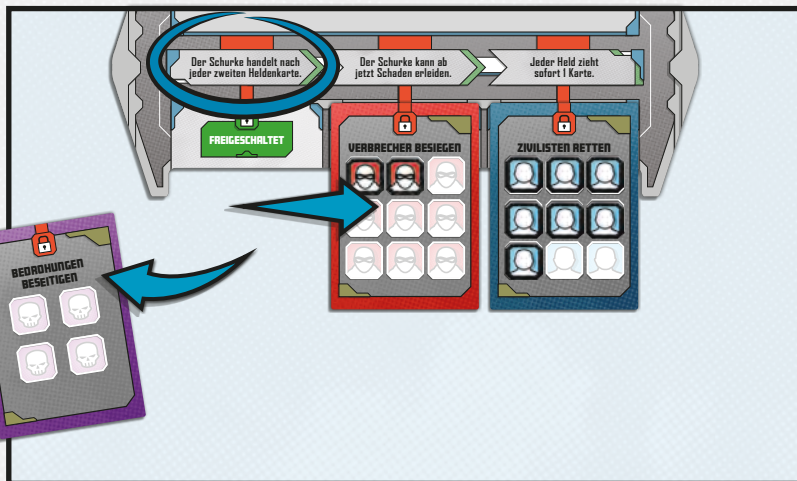 Der Schurke handelt nach
jeder zweiten Heldenkarte.
Der Schurke kann ab
jetzt Schaden erleiden.
Jeder Held zieht
sofort 1 Karte.
FREIGESCHALTET
VERBRECHER BESIEGEN
ZIVILISTEN RETTEN
BEDROHUNGEN
BESEITIGEN